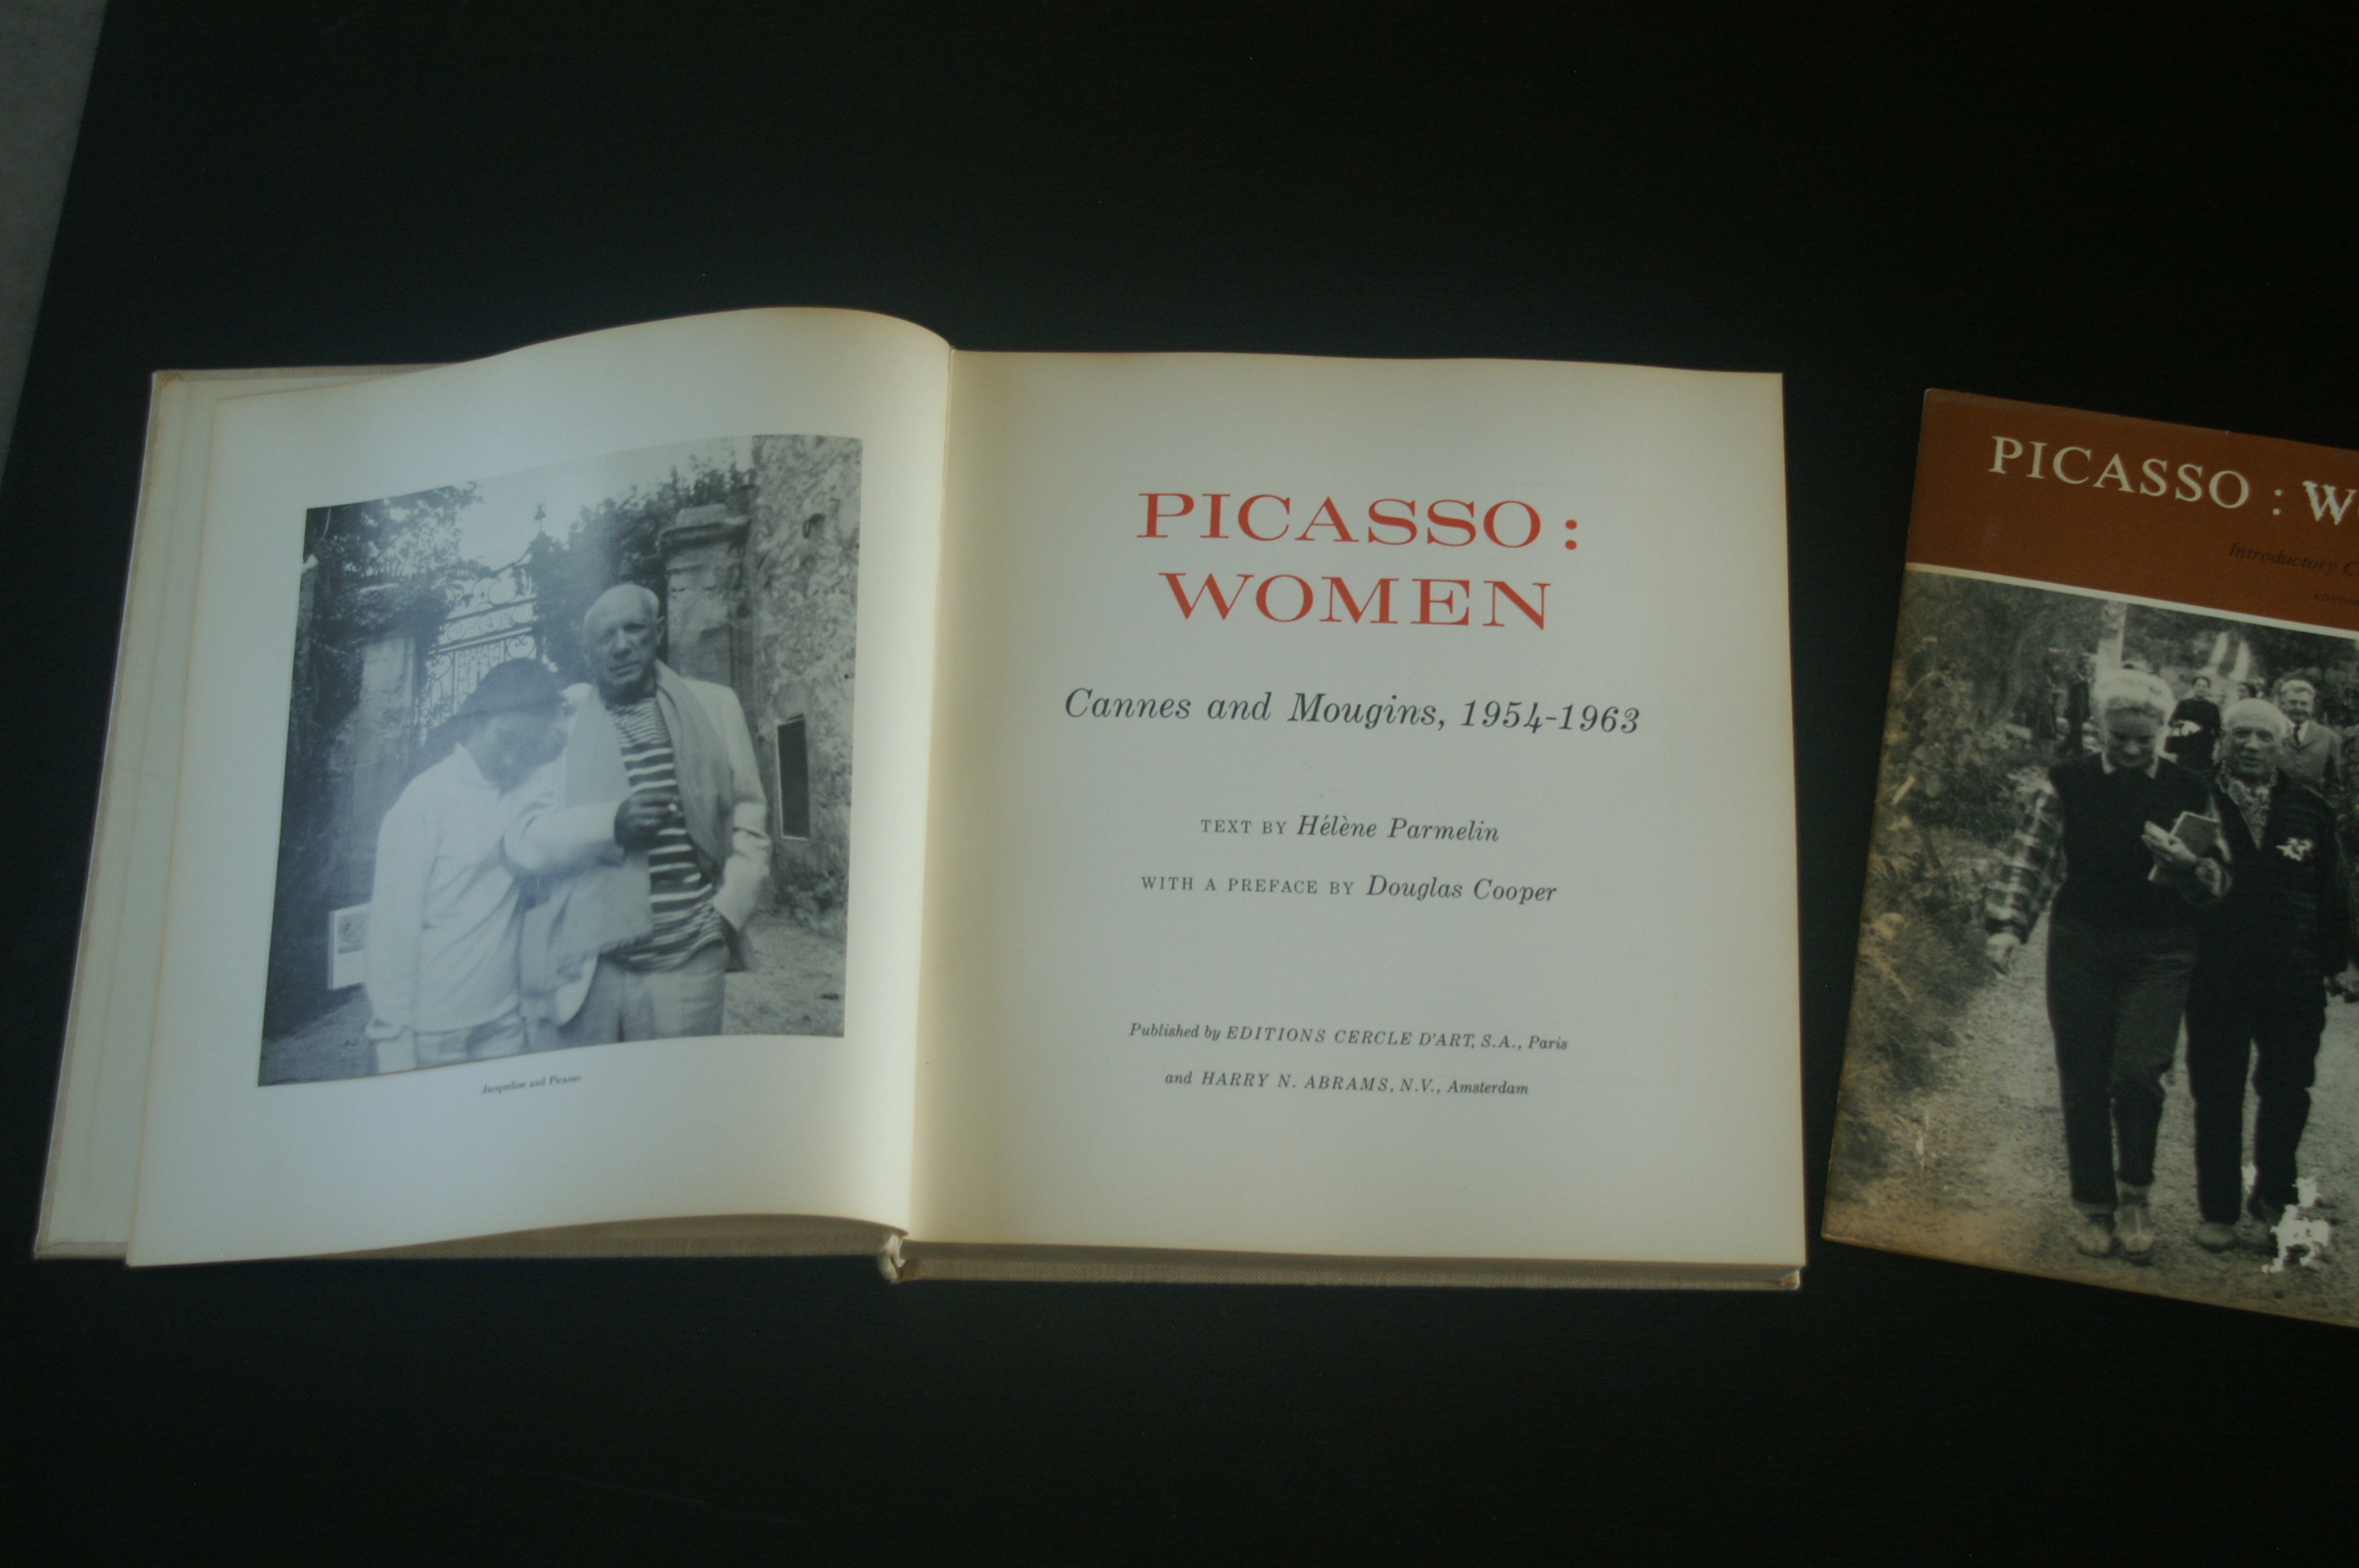 Jacqueline and Picasso
PICASSO :
WOMEN
Cannes and Mougins, 1954-1963
TEXT BY Hélène Parmelin
WITH A PREFACE BY Douglas Cooper
Published by EDITIONS CERCLE D'ART, S.A., Paris
and HARRY N. ABRAMS, N.V., Amsterdam
PICASSO : W
Introductory